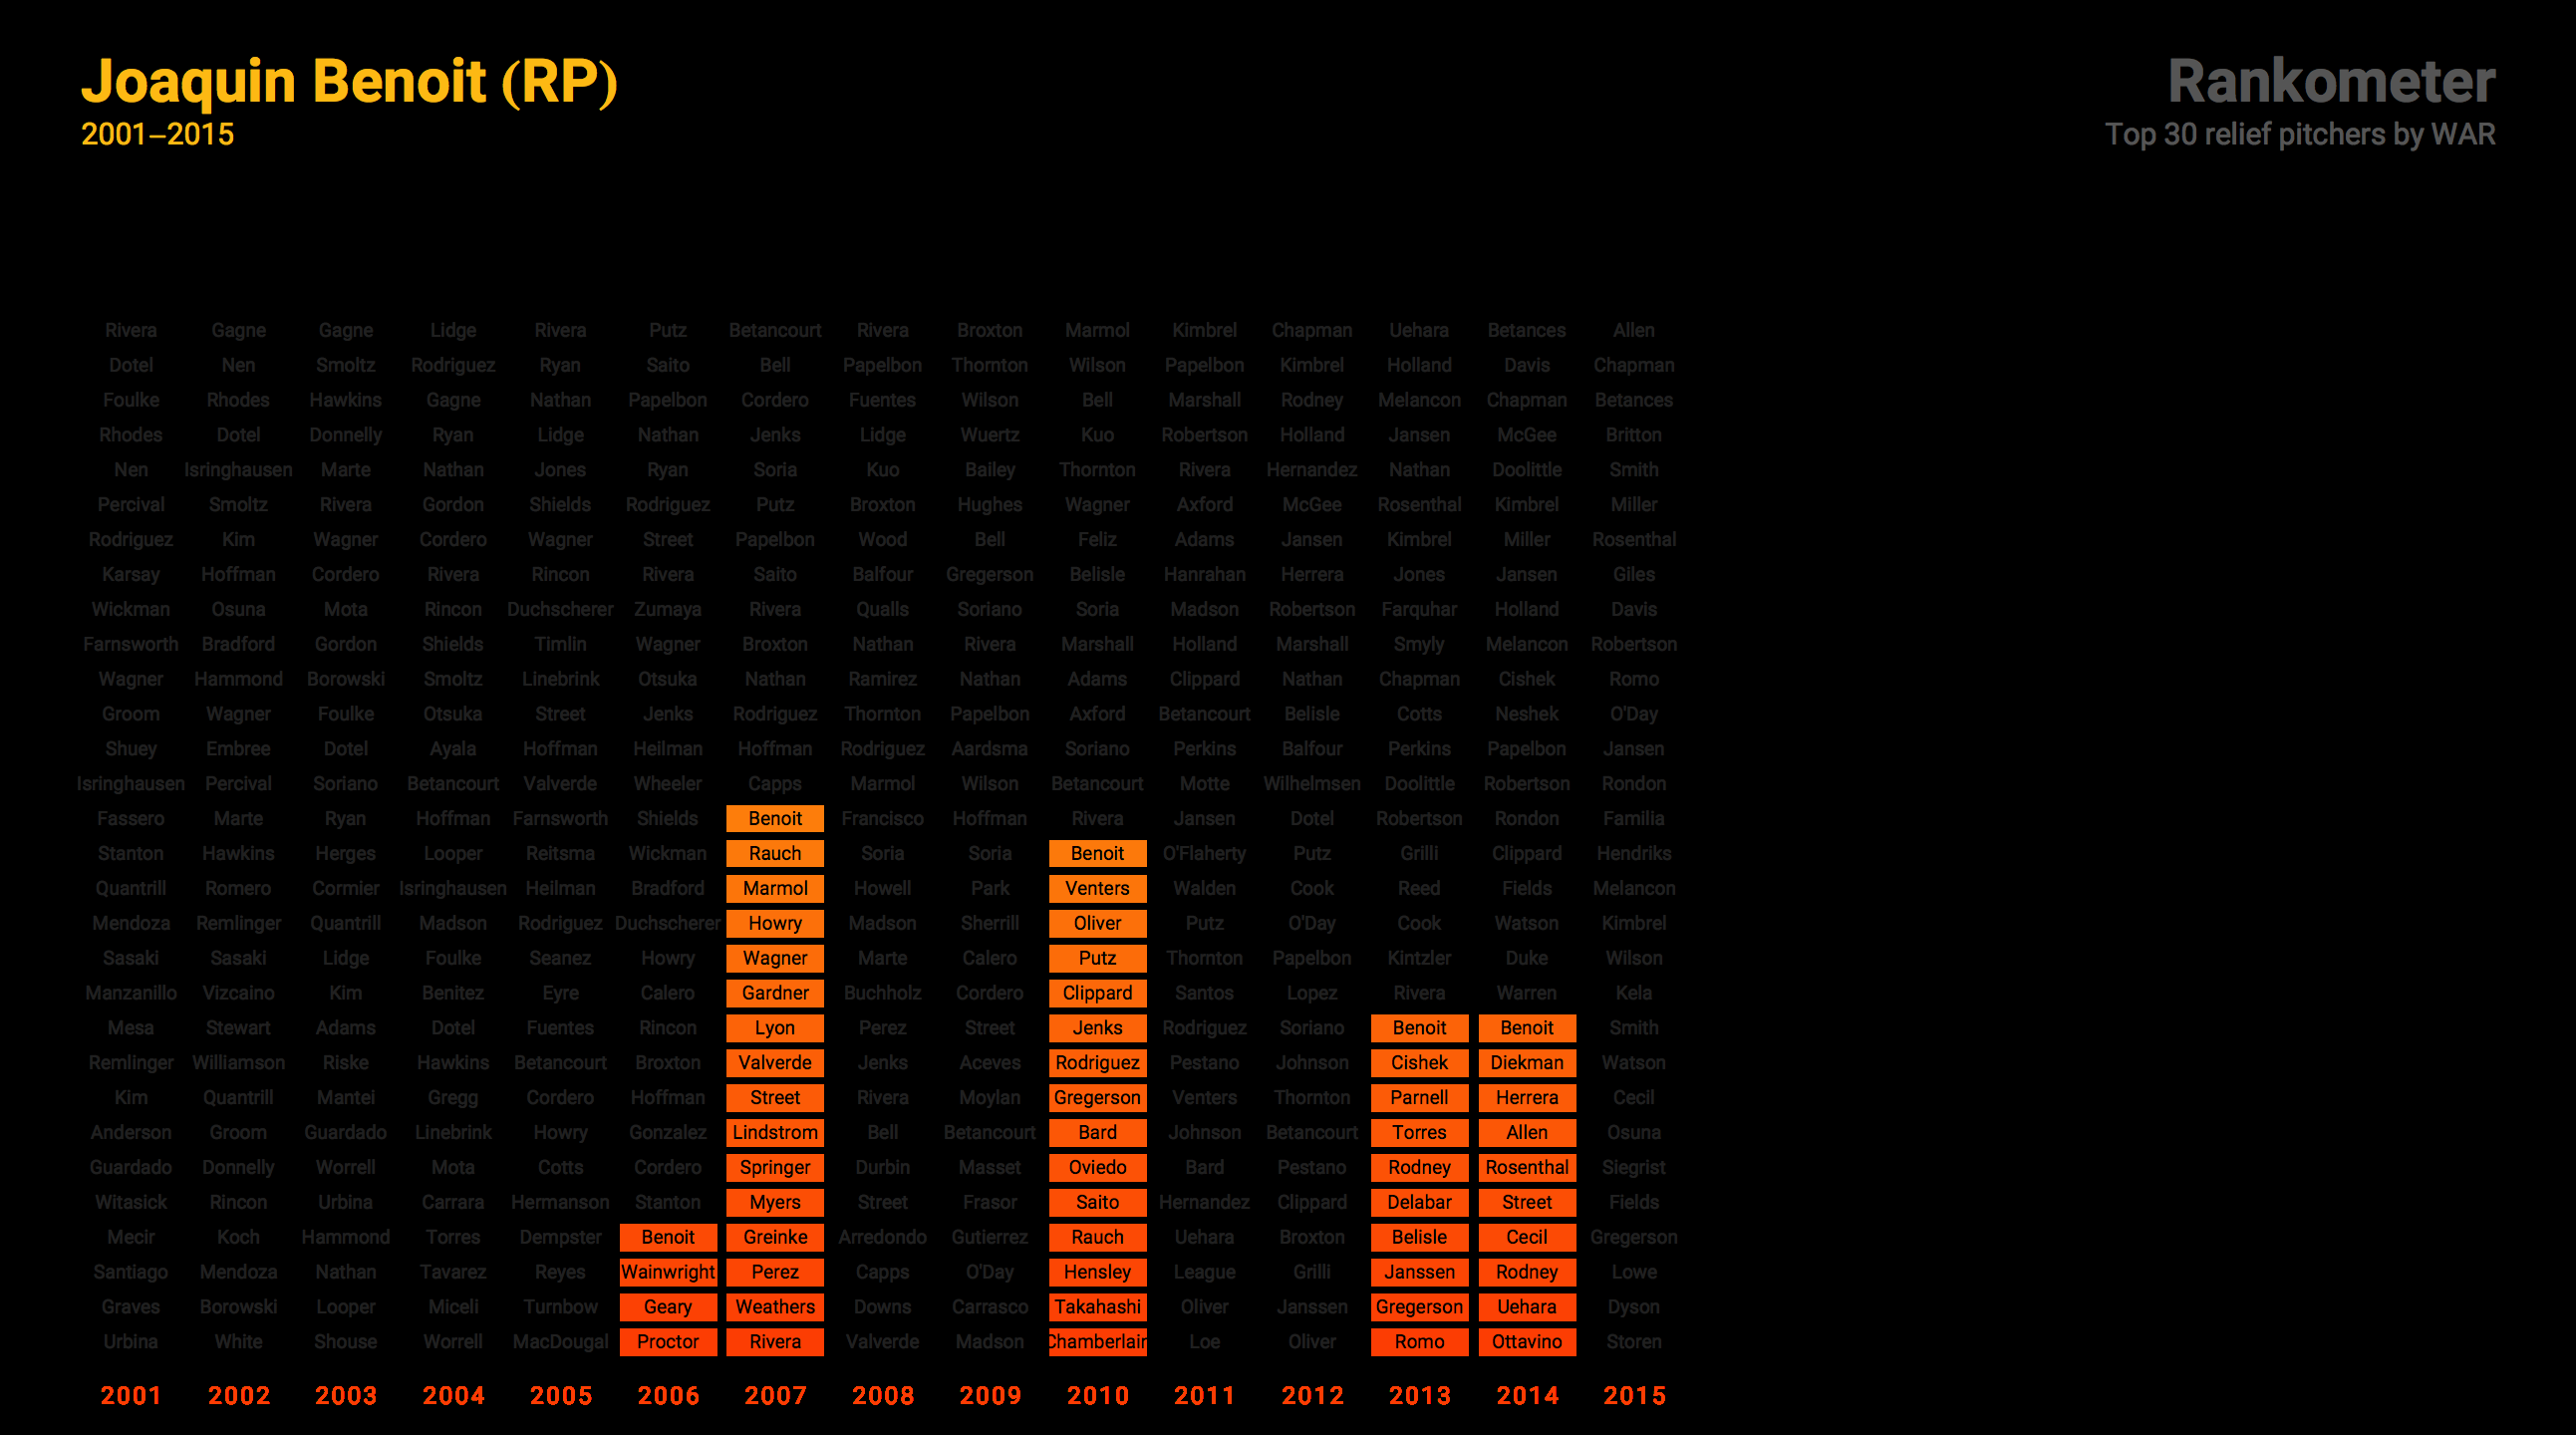 Joaquin Benoit (RP)
2001–2015
Rankometer
Top 30 relief pitchers by WAR
Rivera Gagne Gagne Lidge Rivera Putz Betancourt Rivera Broxton Marmol Kimbrel Chapman Uehara Betances Allen
Dotel Nen Smoltz Rodriguez Ryan Saito Bell Papelbon Thornton Wilson Papelbon Kimbrel Holland Davis Chapman
Foulke Rhodes Hawkins Gagne Nathan Papelbon Cordero Fuentes Wilson Bell Marshall Rodney Melancon Chapman Betances
Rhodes Dotel Donnelly Ryan Lidge Nathan Jenks Lidge Wuertz Kuo Robertson Holland Jansen McGee Britton
Nen Isringhausen Marte Nathan Jones Ryan Soria Kuo Bailey Thornton Rivera Hernandez Nathan Doolittle Smith
Percival Smoltz Rivera Gordon Shields Rodriguez Putz Broxton Hughes Wagner Axford McGee Rosenthal Kimbrel Miller
Rodriguez Kim Wagner Cordero Wagner Street Papelbon Wood Bell Feliz Adams Jansen Kimbrel Miller Rosenthal
Karsay Hoffman Cordero Rivera Rincon Rivera Saito Balfour Gregerson Belisle Hanrahan Herrera Jones Jansen Giles
Wickman Osuna Mota Rincon Duchscherer Zumaya Rivera Qualls Soriano Soria Madson Robertson Farquhar Holland Davis
Farnsworth Bradford Gordon Shields Timlin Wagner Broxton Nathan Rivera Marshall Holland Marshall Smyly Melancon Robertson
Wagner Hammond Borowski Smoltz Linebrink Otsuka Nathan Ramirez Nathan Adams Clippard Nathan Chapman Cishek Romo
Groom Wagner Foulke Otsuka Street Jenks Rodriguez Thornton Papelbon Axford Betancourt Belisle Cotts Neshek O'Day
Shuey Embree Dotel Ayala Hoffman Heilman Hoffman Rodriguez Aardsma Soriano Perkins Balfour Perkins Papelbon Jansen
Isringhausen Percival Soriano Betancourt Valverde Wheeler Capps Marmol Wilson Betancourt Motte Wilhelmsen Doolittle Robertson Rondon
Fassero Marte Ryan Hoffman Farnsworth Shields Benoit Francisco Hoffman Rivera Jansen Dotel Robertson Rondon Familia
Stanton Hawkins Herges Looper Reitsma Wickman Rauch Soria Soria Benoit O'Flaherty Putz Grilli Clippard Hendriks
Quantrill Romero Cormier Isringhausen Heilman Bradford Marmol Howell Park Venters Walden Cook Reed Fields Melancon
Mendoza Remlinger Quantrill Madson Rodriguez Duchscherer Howry Madson Sherrill Oliver Putz O'Day Cook Watson Kimbrel
Sasaki Sasaki Lidge Foulke Seanez Howry Wagner Marte Calero Putz Thornton Papelbon Kintzler Duke Wilson
Manzanillo Vizcaino Kim Benitez Eyre Calero Gardner Buchholz Cordero Clippard Santos Lopez Rivera Warren Kela
Mesa Stewart Adams Dotel Fuentes Rincon Lyon Perez Street Jenks Rodriguez Soriano Benoit Benoit Smith
Remlinger Williamson Riske Hawkins Betancourt Broxton Valverde Jenks Aceves Rodriguez Pestano Johnson Cishek Diekman Watson
Kim Quantrill Mantei Gregg Cordero Hoffman Street Rivera Moylan Gregerson Venters Thornton Parnell Herrera Cecil
Anderson Groom Guardado Linebrink Howry Gonzalez Lindstrom Bell Betancourt Bard Johnson Betancourt Torres Allen Osuna
Guardado Donnelly Worrell Mota Cotts Cordero Springer Durbin Masset Oviedo Bard Pestano Rodney Rosenthal Siegrist
Witasick Rincon Urbina Carrara Hermanson Stanton Myers Street Frasor Saito Hernandez Clippard Delabar Street Fields
Mecir Koch Hammond Torres Dempster Benoit Greinke Arredondo Gutierrez Rauch Uehara Broxton Belisle Cecil Gregerson
Santiago Mendoza Nathan Tavarez Reyes Wainwright Perez Capps O'Day Hensley League Grilli Janssen Rodney Lowe
Graves Borowski Looper Miceli Turnbow Geary Weathers Downs Carrasco Takahashi Oliver Janssen Gregerson Uehara Dyson
Urbina White Shouse Worrell MacDougal Proctor Rivera Valverde Madson Chamberlain Loe Oliver Romo Ottavino Storen
2001 2002 2003 2004 2005 2006 2007 2008 2009 2010 2011 2012 2013 2014 2015